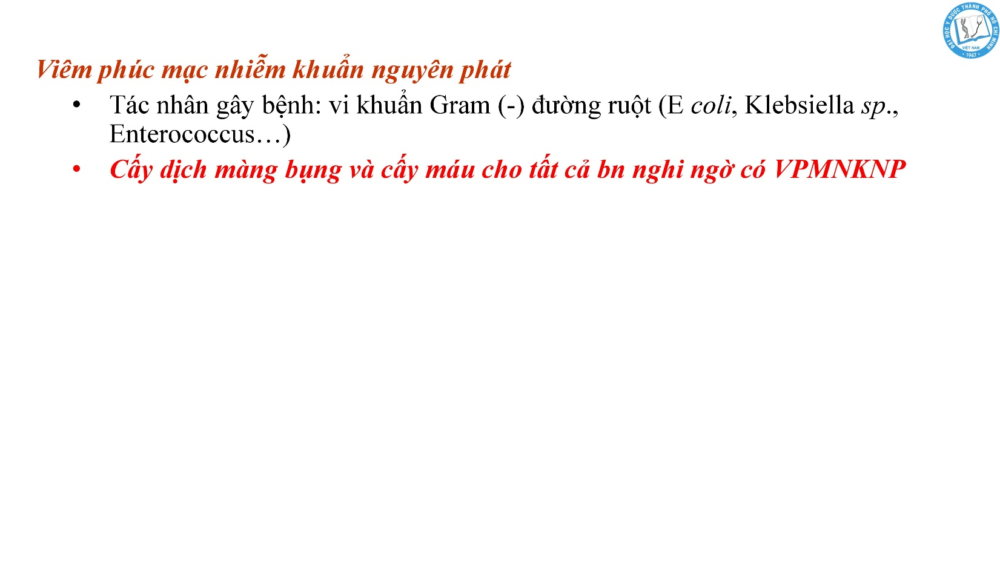 ĐẠI HỌC Y DƯỢC THÀNH PHỐ HỒ CHÍ MINH
VIỆT NAM
1947
Viêm phúc mạc nhiễm khuẩn nguyên phát
• Tác nhân gây bệnh: vi khuẩn Gram (-) đường ruột (E coli, Klebsiella sp.,
Enterococcus…)
• Cấy dịch màng bụng và cấy máu cho tất cả bn nghi ngờ có VPMNKNP